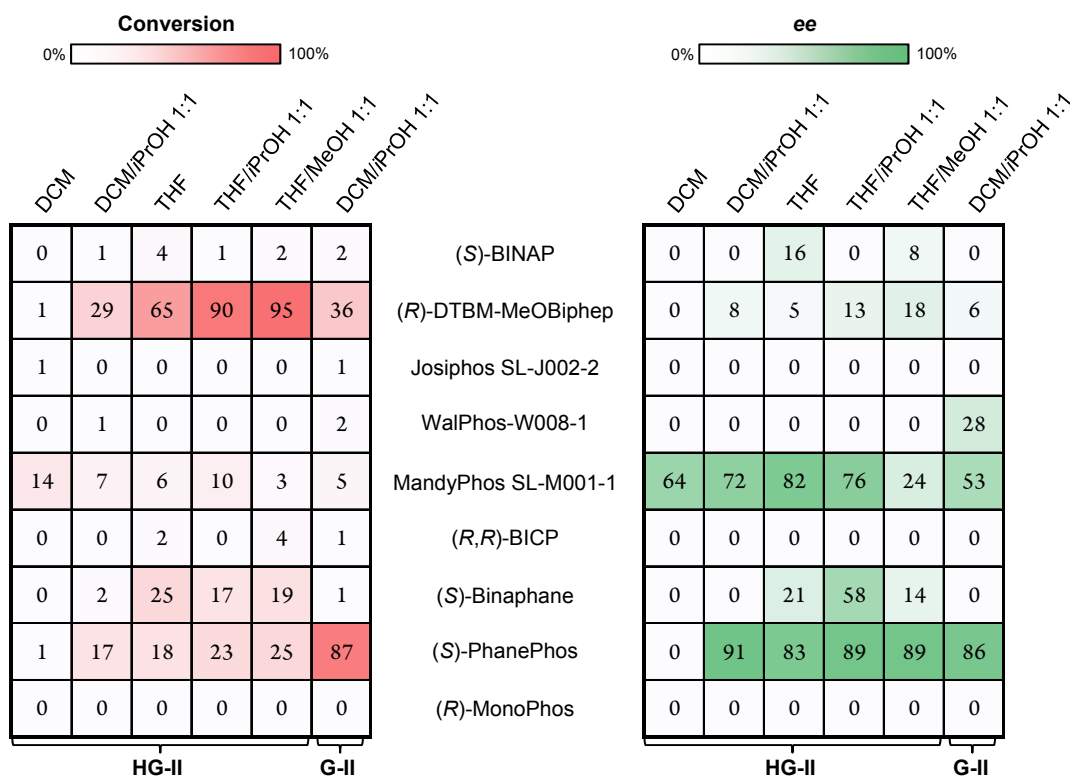 Conversion
0% 100%
ee
0% 100%
DCM
DCM/iPrOH 1:1
THF
THF/iPrOH 1:1
THF/MeOH 1:1
DCM/iPrOH 1:1
DCM
DCM/iPrOH 1:1
THF
THF/iPrOH 1:1
THF/MeOH 1:1
DCM/iPrOH 1:1
0 1 4 1 2 2 (S)-BINAP 0 0 16 0 8 0
1 29 65 90 95 36 (R)-DTBM-MeOBiphep 0 8 5 13 18 6
1 0 0 0 0 1 Josiphos SL-J002-2 0 0 0 0 0 0
0 1 0 0 0 2 WalPhos-W008-1 0 0 0 0 0 28
14 7 6 10 3 5 MandyPhos SL-M001-1 64 72 82 76 24 53
0 0 2 0 4 1 (R,R)-BICP 0 0 0 0 0 0
0 2 25 17 19 1 (S)-Binaphane 0 0 21 58 14 0
1 17 18 23 25 87 (S)-PhanePhos 0 91 83 89 89 86
0 0 0 0 0 0 (R)-MonoPhos 0 0 0 0 0 0
HG-II G-II HG-II G-II